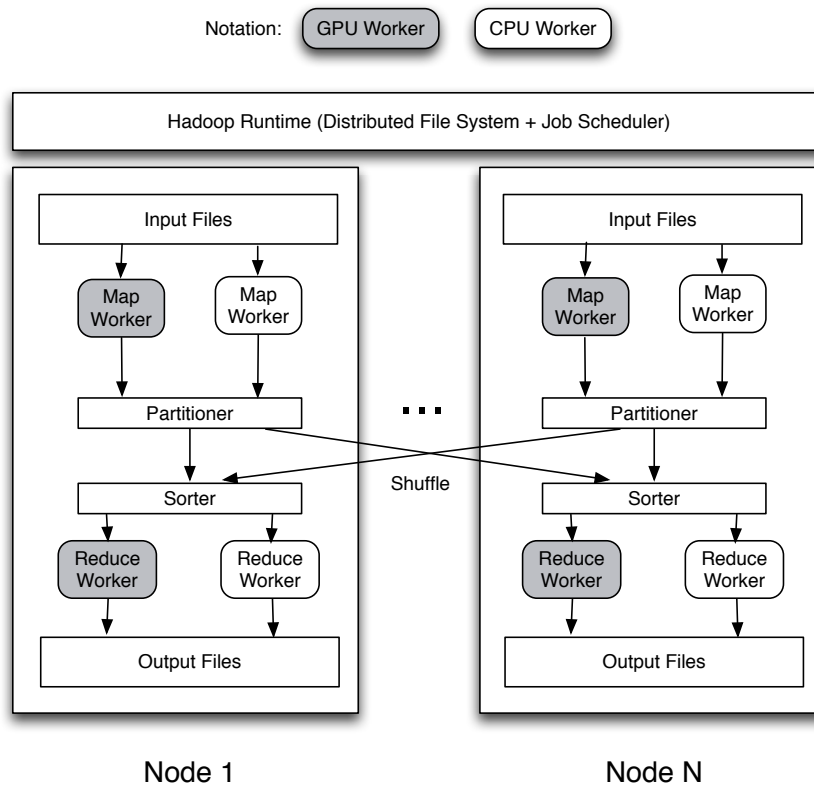 Notation: GPU Worker CPU Worker
Hadoop Runtime (Distributed File System + Job Scheduler)
Input Files
Map
Worker
Map
Worker
Partitioner
Sorter
Reduce
Worker
Reduce
Worker
Output Files
Node 1
...
Shuffle
Input Files
Map
Worker
Map
Worker
Partitioner
Sorter
Reduce
Worker
Reduce
Worker
Output Files
Node N